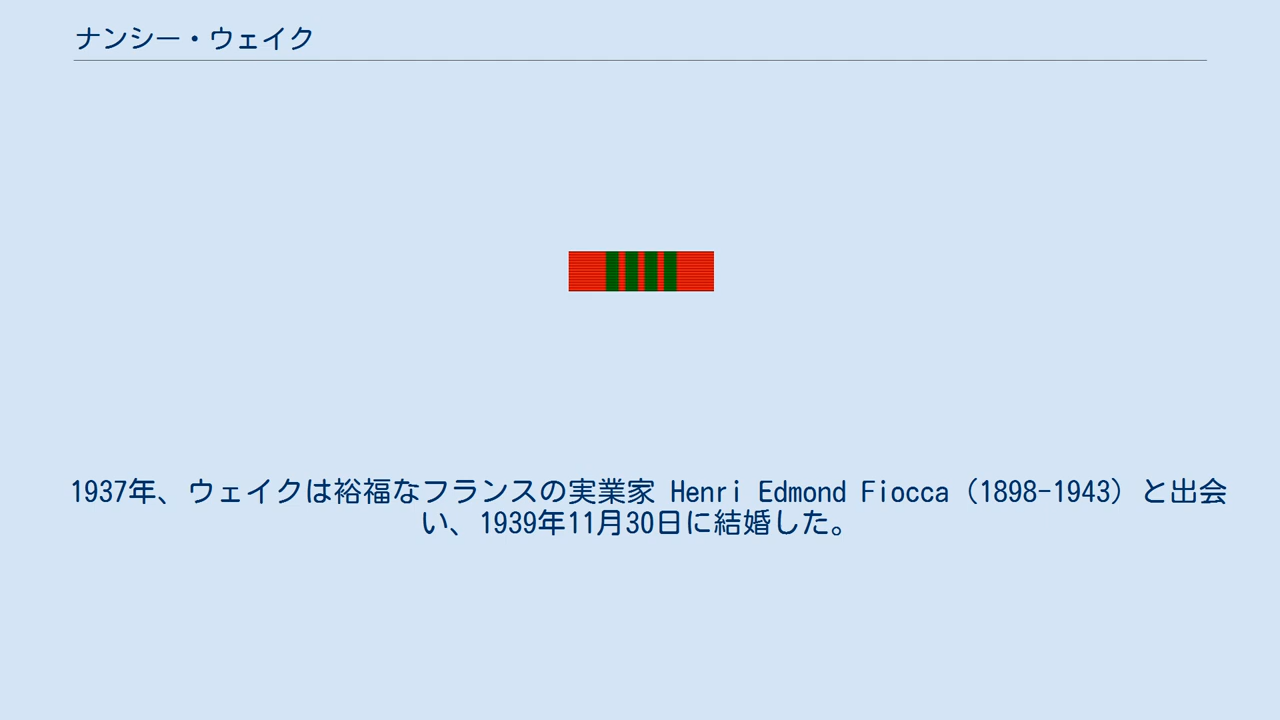 ナンシー・ウェイク
1937年、ウェイクは裕福なフランスの実業家 Henri Edmond Fiocca（1898-1943）と出会
い、1939年11月30日に結婚した。